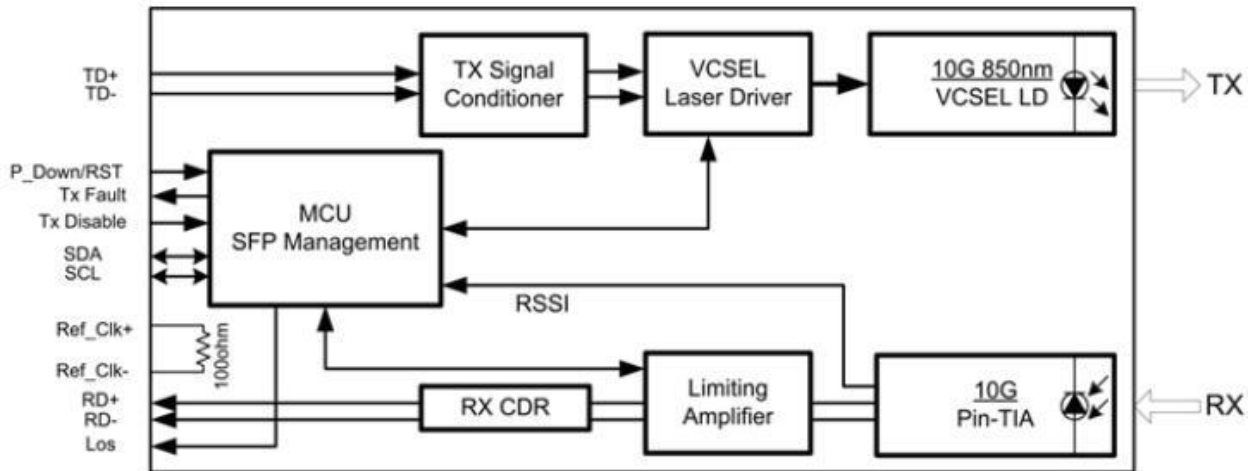 TD+
TD-
TX Signal
Conditioner
VCSEL
Laser Driver
10G 850nm
VCSEL LD
TX
P_Down/RST
Tx Fault
Tx Disable
SDA
SCL
MCU
SFP Management
RSSI
Ref_Clk+
Ref_Clk-
100ohm
RD+
RD-
Los
RX CDR
Limiting
Amplifier
10G
Pin-TIA
RX